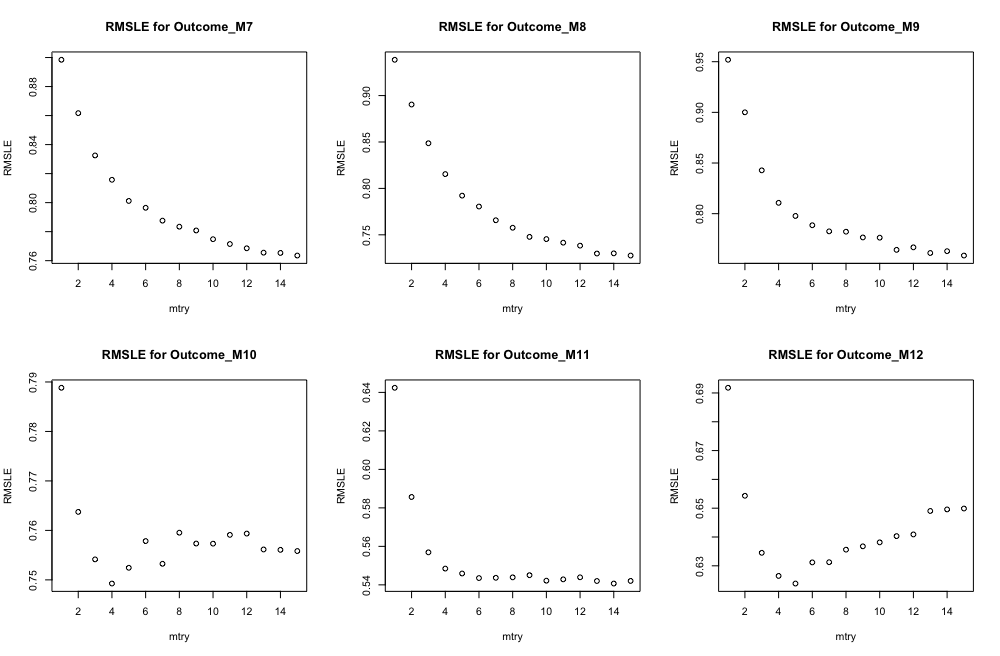 RMSLE for Outcome_M7
RMSLE
0.76 0.80 0.84 0.88
2 4 6 8 10 12 14
mtry
RMSLE for Outcome_M8
RMSLE
0.75 0.80 0.85 0.90
2 4 6 8 10 12 14
mtry
RMSLE for Outcome_M9
RMSLE
0.80 0.85 0.90 0.95
2 4 6 8 10 12 14
mtry
RMSLE for Outcome_M10
RMSLE
0.75 0.76 0.77 0.78 0.79
2 4 6 8 10 12 14
mtry
RMSLE for Outcome_M11
RMSLE
0.54 0.56 0.58 0.60 0.62 0.64
2 4 6 8 10 12 14
mtry
RMSLE for Outcome_M12
RMSLE
0.63 0.65 0.67 0.69
2 4 6 8 10 12 14
mtry